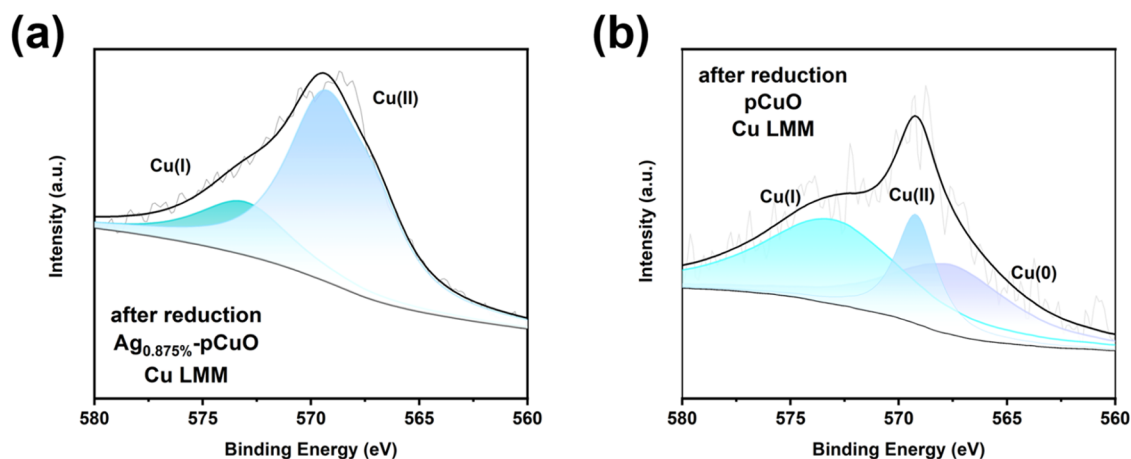 (a)
Cu(II)
Cu(I)
Intensity (a.u.)
after reduction
Ag0.875%-pCuO
Cu LMM
580 575 570 565 560
Binding Energy (eV)
(b)
after reduction
pCuO
Cu LMM
Cu(I)
Cu(II)
Cu(0)
Intensity (a.u.)
580 575 570 565 560
Binding Energy (eV)